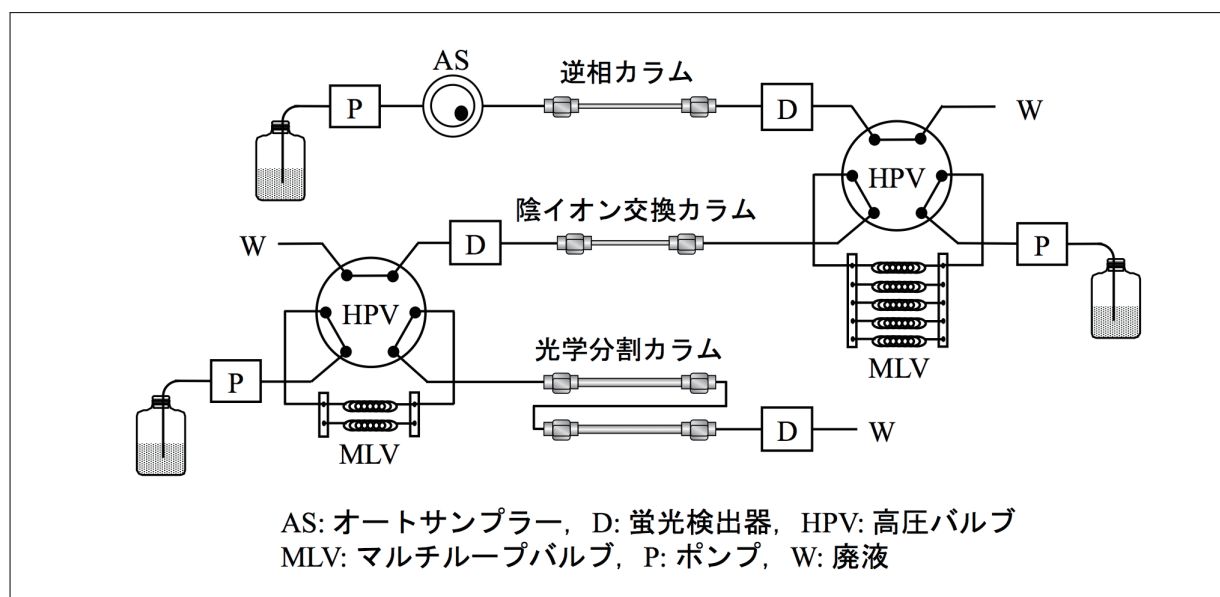 AS
逆相カラム
P
D
W
HPV
陰イオン交換カラム
W
D
P
HPV
MLV
光学分割カラム
P
MLV
D
W
AS: オートサンプラー, D: 蛍光検出器, HPV: 高圧バルブ
MLV: マルチループバルブ, P: ポンプ, W: 廃液